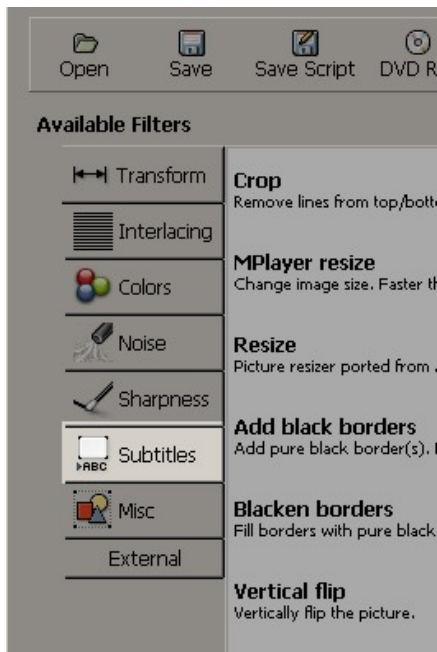 Open Save Save Script DVD R
Available Filters
Transform
Interlacing
Colors
Noise
Sharpness
ABC Subtitles
Misc
External
Crop
Remove lines from top/botto
MPlayer resize
Change image size. Faster th
Resize
Picture resizer ported from
Add black borders
Add pure black border(s).
Blacken borders
Fill borders with pure black
Vertical flip
Vertically flip the picture.